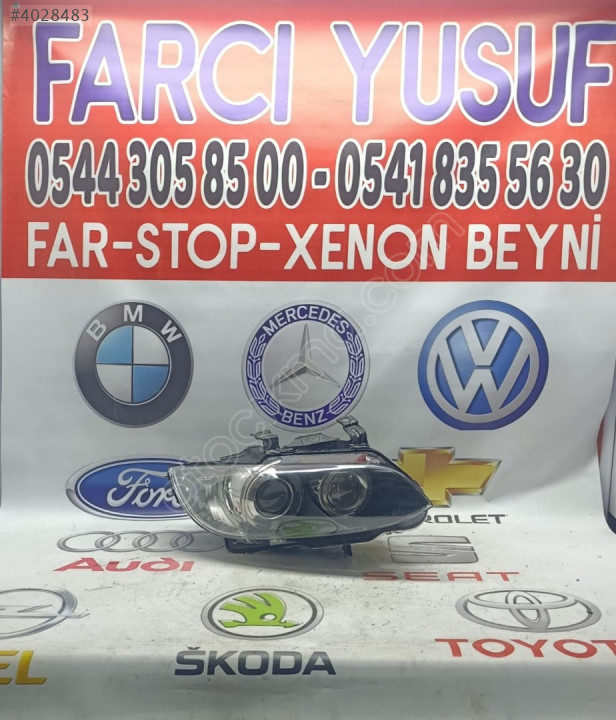 #4028483
FARCI YUSUF
0544 305 85 00 - 0541 835 56 30
FAR-STOP-XENON BEYNİ
BMW
MERCEDES
BENZ
Ford
Audi
SEAT
ŠKODA
TOYOT